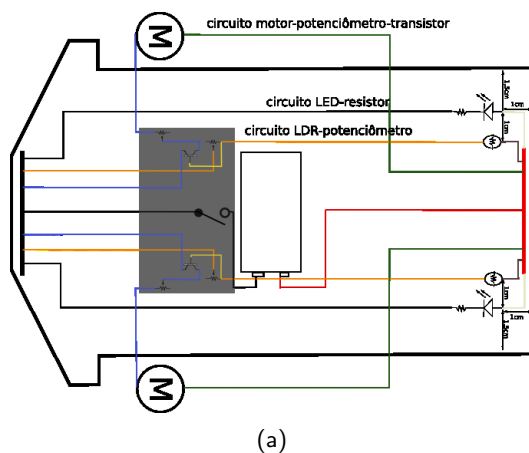 M
circuito motor-potenciômetro-transistor
1,5cm
1cm
circuito LED-resistor
1cm
circuito LDR-potenciômetro
1cm
1cm
1,5cm
M
(a)